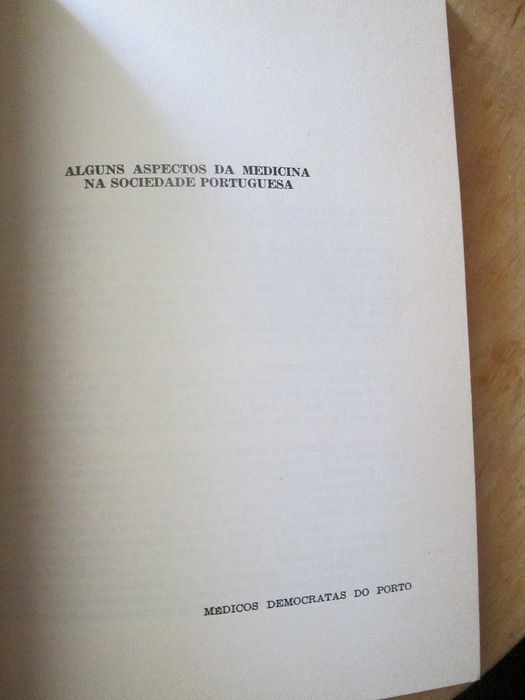 ALGUNS ASPECTOS DA MEDICINA
NA SOCIEDADE PORTUGUESA
MÉDICOS DEMOCRATAS DO PORTO